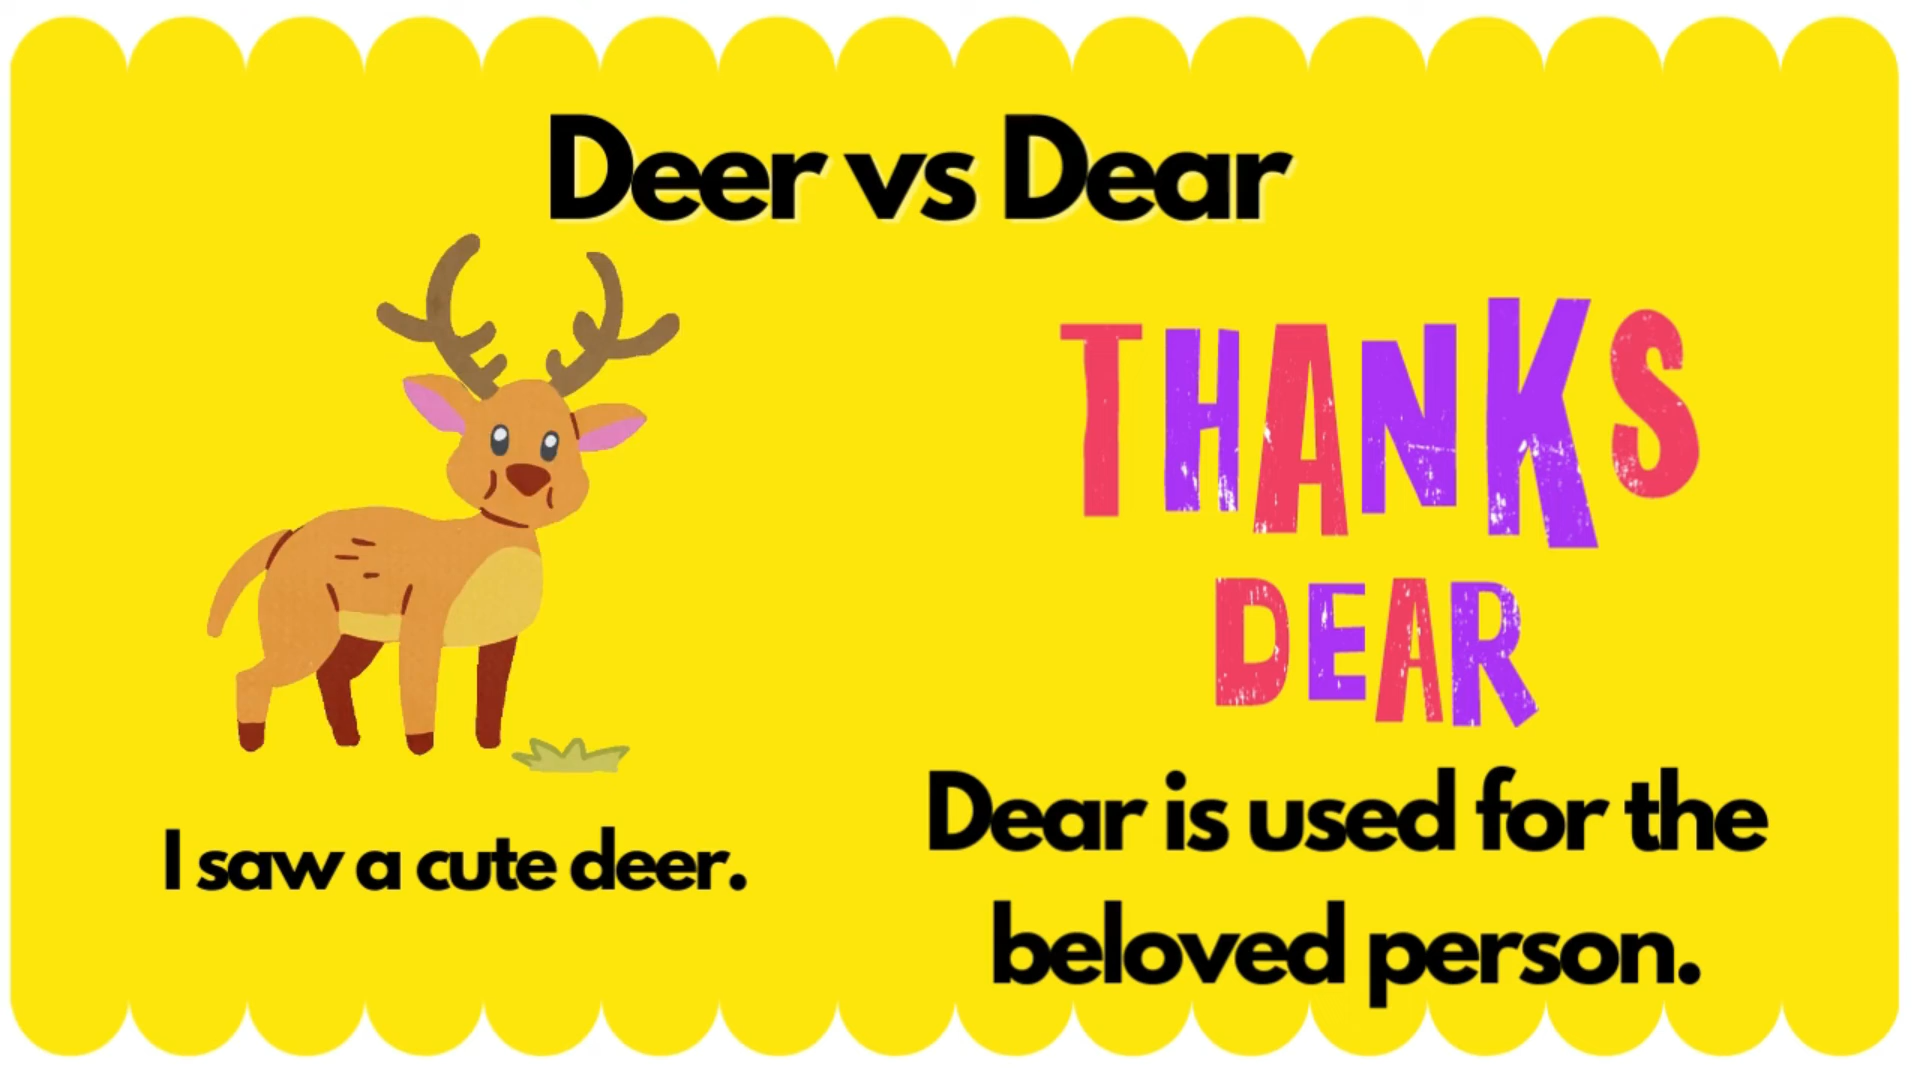 Deer vs Dear
THANKS
DEAR
I saw a cute deer.
Dear is used for the
beloved person.